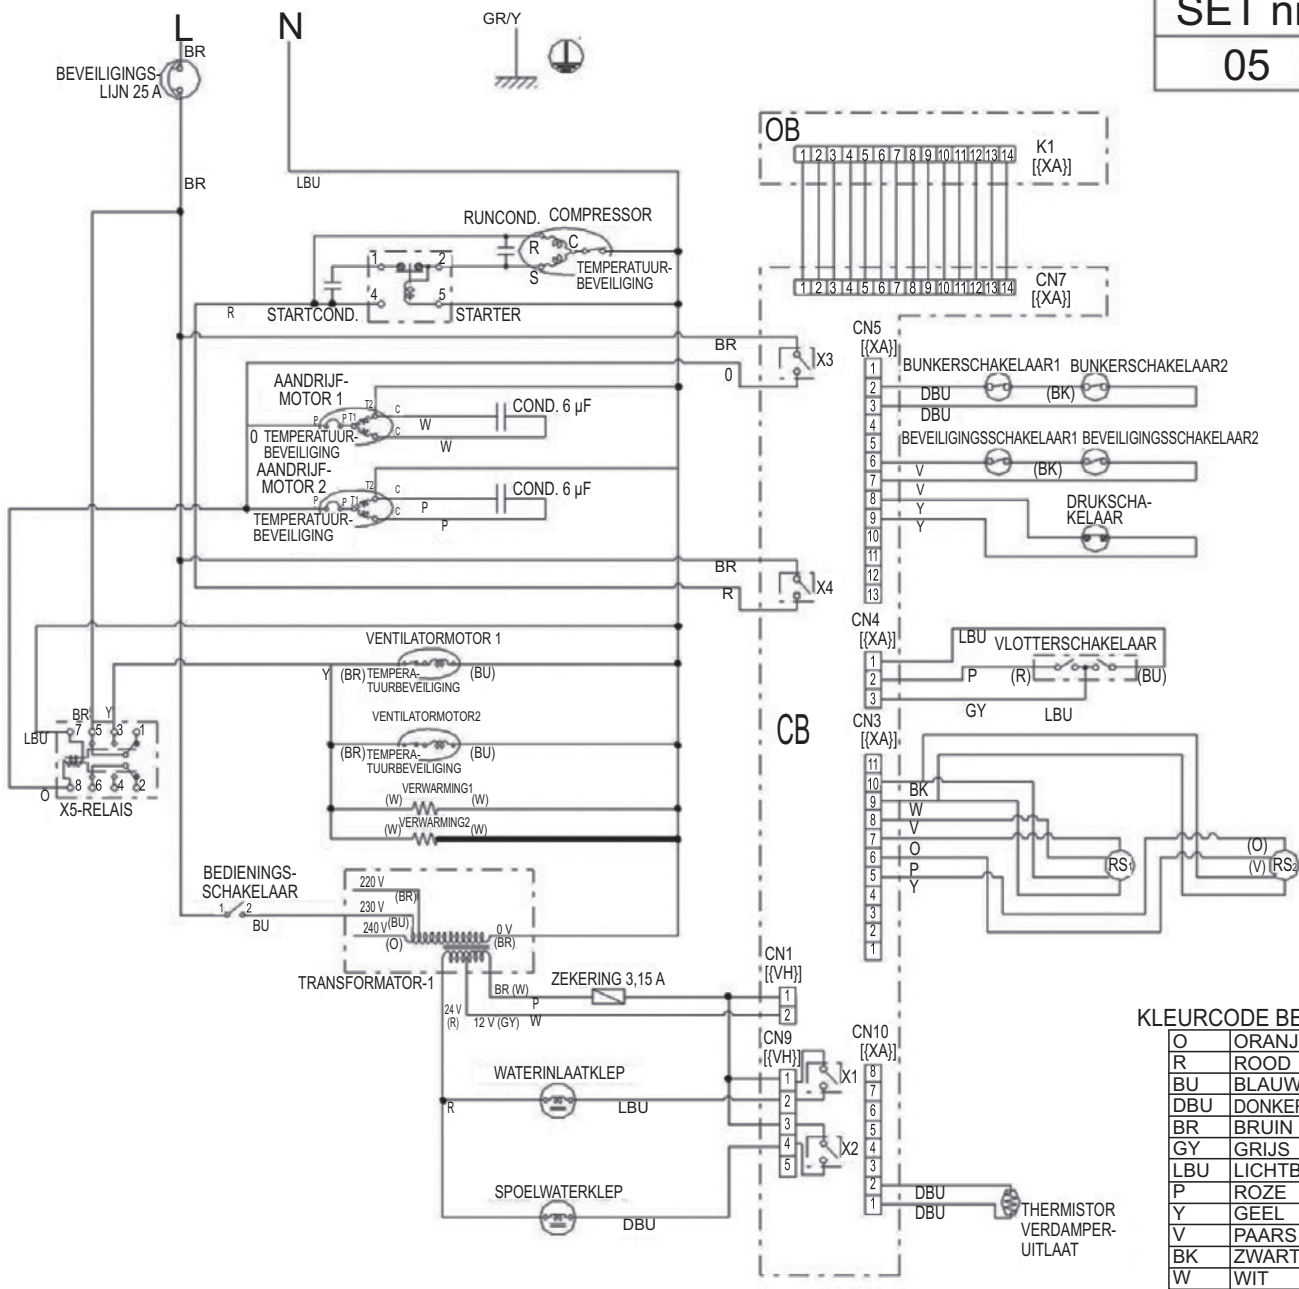 SET nr
05
L
N
GR/Y
BR
BEVEILIGINGS-
LIJN 25 A
BR
LBU
OB
1 2 3 4 5 6 7 8 9 10 11 12 13 14
K1
[{XA}]
RUNCOND. COMPRESSOR
R
C
S
TEMPERATUUR-
BEVEILIGING
1
2
4
5
R
STARTCOND.
STARTER
1 2 3 4 5 6 7 8 9 10 11 12 13 14
CN7
[{XA}]
BR
X3
0
CN5
[{XA}]
1
2
3
4
5
6
7
8
9
10
11
12
13
BUNKERSCHAKELAAR1 BUNKERSCHAKELAAR2
DBU
(BK)
DBU
BEVEILIGINGSSCHAKELAAR1 BEVEILIGINGSSCHAKELAAR2
V
(BK)
V
Y
Y
DRUKSCHA-
KELAAR
AANDRIJF-
MOTOR 1
P
P
T1
T2
C
C
W
W
COND. 6 µF
0
TEMPERATUUR-
BEVEILIGING
AANDRIJF-
MOTOR 2
P
P
T1
T2
C
C
P
P
COND. 6 µF
TEMPERATUUR-
BEVEILIGING
BR
R
X4
CN4
[{XA}]
1
2
3
LBU
P
GY
VLOTTERSCHAKELAAR
(R)
(BU)
LBU
VENTILATORMOTOR 1
Y
(BR)
TEMPERA-
TUURBEVEILIGING
(BU)
VENTILATORMOTOR2
(BR)
TEMPERA-
TUURBEVEILIGING
(BU)
VERWARMING1
(W)
(W)
VERWARMING2
(W)
(W)
BR
Y
LBU
7 5 3 1
8 6 4 2
O
X5-RELAIS
CB
CN3
[{XA}]
11
10
9
8
7
6
5
4
3
2
1
BK
W
V
O
P
Y
RS1
(O)
(V)
RS2
BEDIENINGS-
SCHAKELAAR
1
2
BU
220 V
(BR)
230 V
(BU)
240 V
(O)
0 V
(BR)
TRANSFORMATOR-1
24 V
(R)
12 V (GY)
BR (W)
P
W
ZEKERING 3,15 A
CN1
[{VH}]
1
2
CN9
[{VH}]
1
2
3
4
5
X1
X2
CN10
[{XA}]
8
7
6
5
4
3
2
1
WATERINLAATKLEP
R
LBU
SPOELWATERKLEP
DBU
DBU
DBU
THERMISTOR
VERDAMPER-
UITLAAT
KLEURCODE BE
O ORANJ
R ROOD
BU BLAUW
DBU DONKER
BR BRUIN
GY GRIJS
LBU LICHTB
P ROZE
Y GEEL
V PAARS
BK ZWART
W WIT